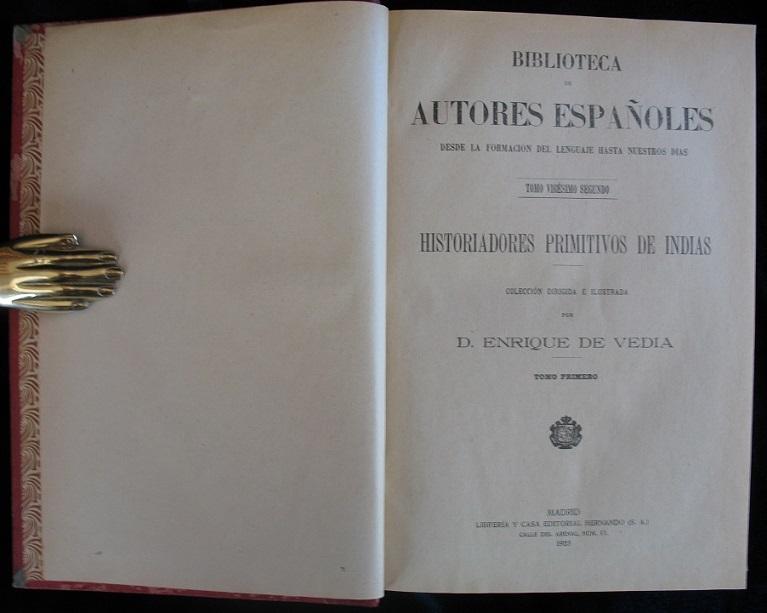 BIBLIOTECA
DE
AUTORES ESPAÑOLES
DESDE LA FORMACION DEL LENGUAJE HASTA NUESTROS DIAS
TOMO VIGÉSIMO SEGUNDO
HISTORIADORES PRIMITIVOS DE INDIAS
COLECCIÓN DIRIGIDA E ILUSTRADA
POR
D. ENRIQUE DE VEDIA
TOMO PRIMERO
MADRID
LIBRERÍA Y CASA EDITORIAL HERNANDO (S. A.)
CALLE DEL ARENAL, NÚM. 11.